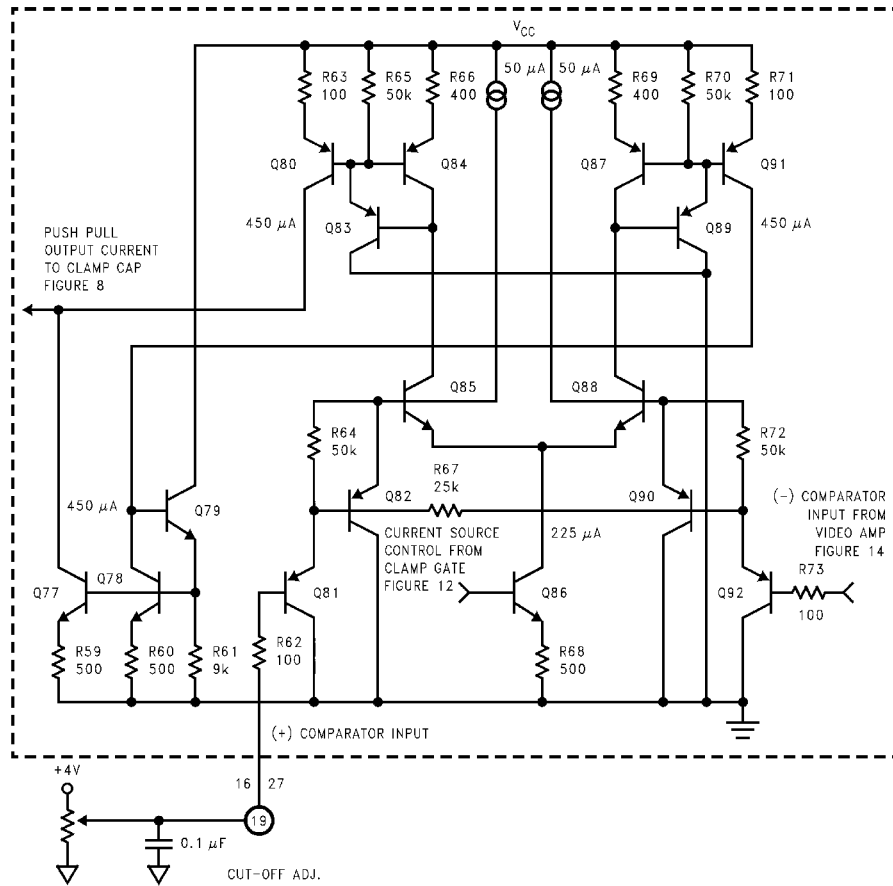 VCC
R63
100
R65
50k
R66
400
50 μA
50 μA
R69
400
R70
50k
R71
100
Q80
Q84
Q87
Q91
450 μA
Q83
Q89
450 μA
PUSH PULL
OUTPUT CURRENT
TO CLAMP CAP
FIGURE 8
Q85
Q88
R64
50k
R67
25k
R72
50k
450 μA
Q79
Q82
CURRENT SOURCE
CONTROL FROM
CLAMP GATE
FIGURE 12
225 μA
Q90
(-) COMPARATOR
INPUT FROM
VIDEO AMP
FIGURE 14
Q77
Q78
Q81
Q86
Q92
R73
100
R59
500
R60
500
R61
9k
R62
100
R68
500
(+) COMPARATOR INPUT
+4V
16
27
19
0.1 μF
CUT-OFF ADJ.